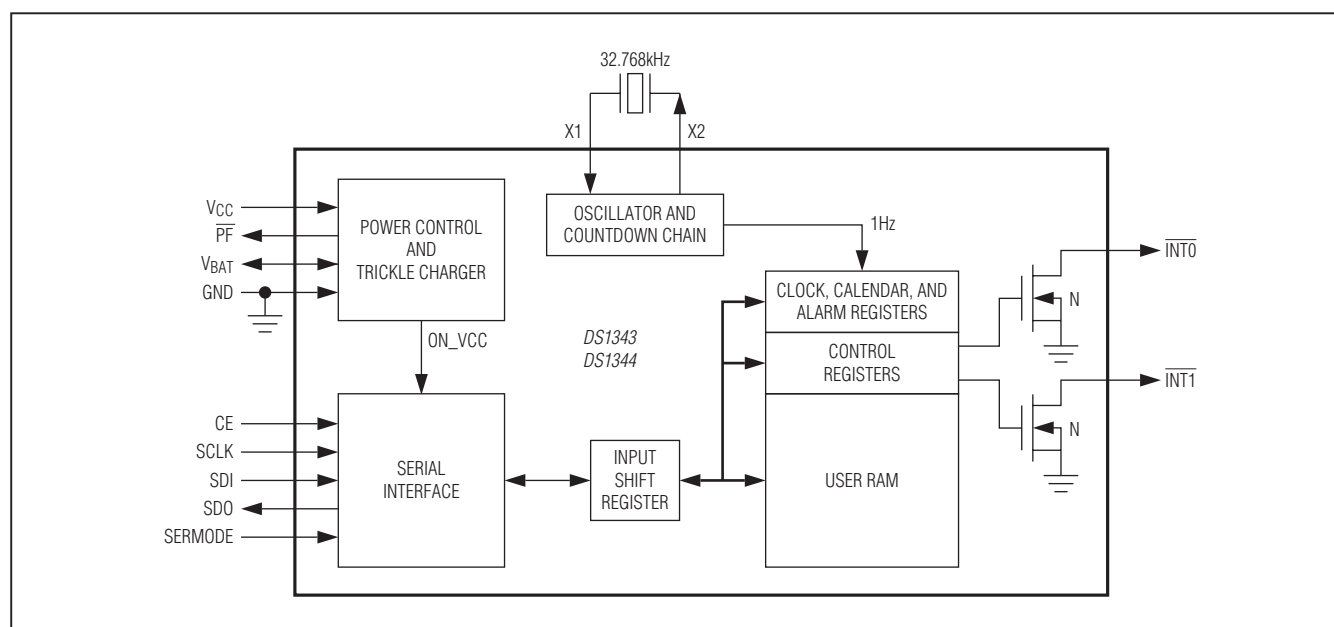 32.768kHz
X1
X2
VCC
PF
VBAT
GND
POWER CONTROL
AND
TRICKLE CHARGER
OSCILLATOR AND
COUNTDOWN CHAIN
1Hz
INT0
N
CLOCK, CALENDAR, AND
ALARM REGISTERS
ON_VCC
DS1343
DS1344
CONTROL
REGISTERS
INT1
N
CE
SCLK
SDI
SDO
SERMODE
SERIAL
INTERFACE
INPUT
SHIFT
REGISTER
USER RAM